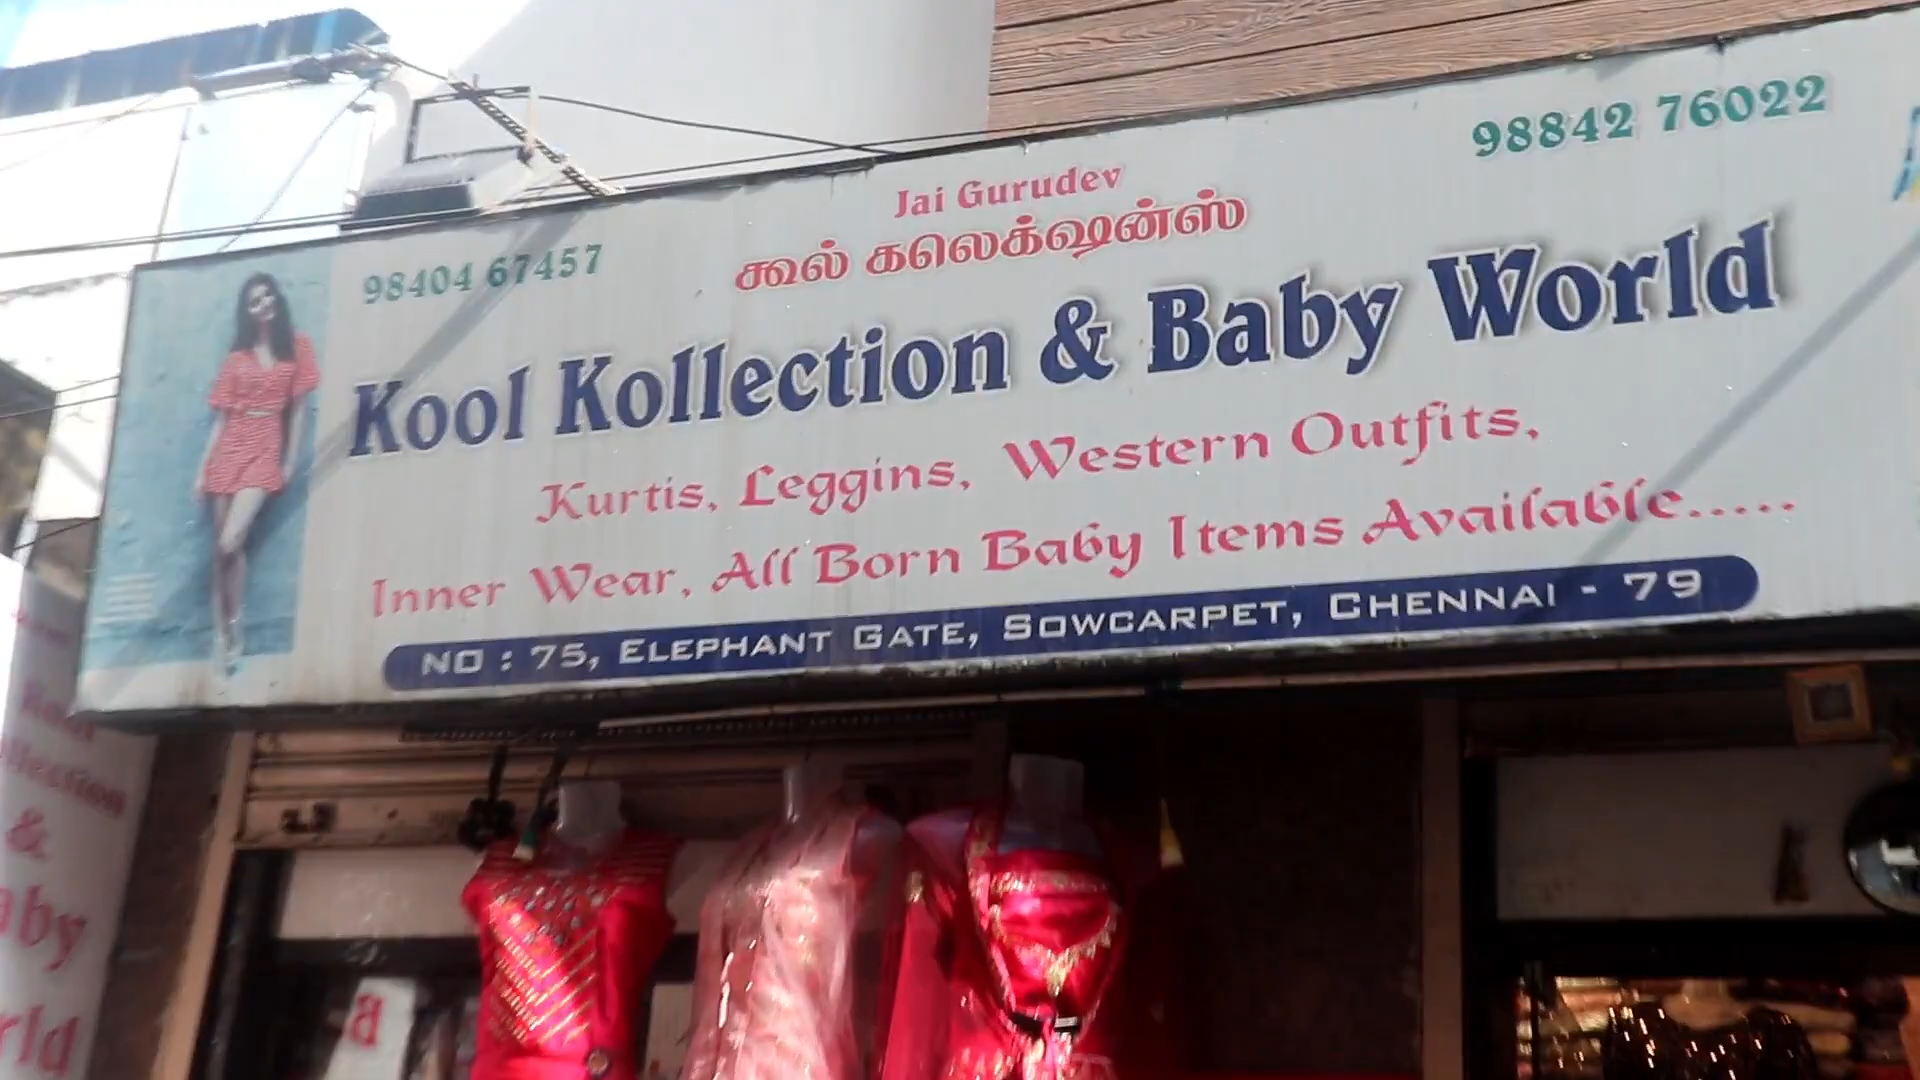 98842 76022
Jai Gurudev
98404 67457
கூல் கலெக்ஷன்ஸ்
Kool Kollection & Baby World
Kurtis, Leggins, Western Outfits,
Inner Wear, All Born Baby Items Available.....
NO : 75, ELEPHANT GATE, SOWCARPET, CHENNAI - 79
&